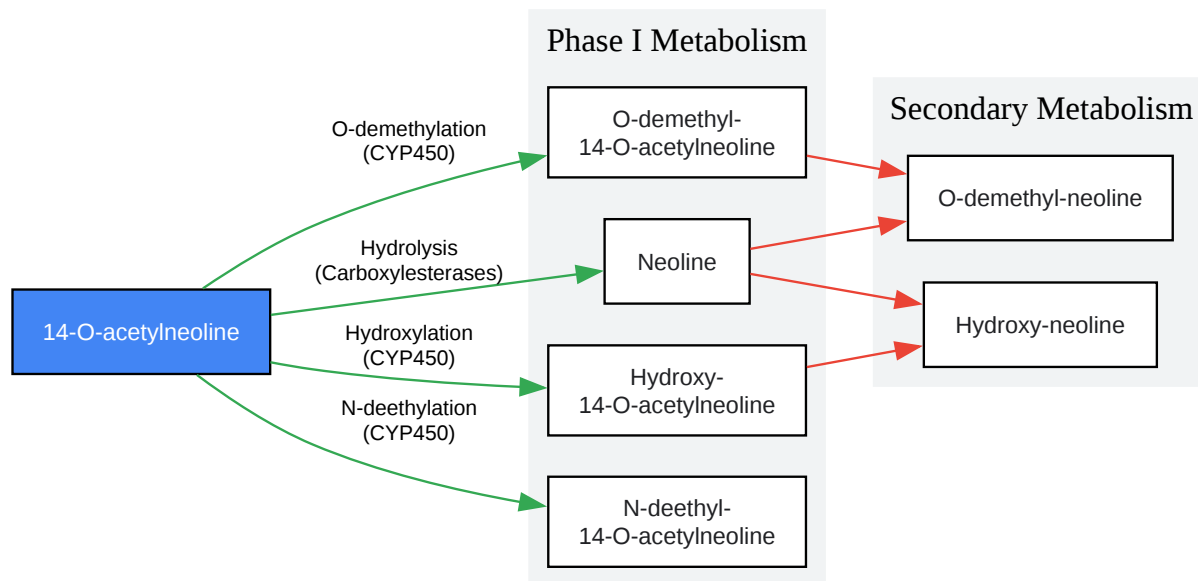 Phase I Metabolism
Secondary Metabolism
O-demethylation
(CYP450)
O-demethyl-
14-O-acetylneoline
O-demethyl-neoline
Hydrolysis
(Carboxylesterases)
Neoline
14-O-acetylneoline
Hydroxylation
(CYP450)
Hydroxy-
14-O-acetylneoline
Hydroxy-neoline
N-deethylation
(CYP450)
N-deethyl-
14-O-acetylneoline